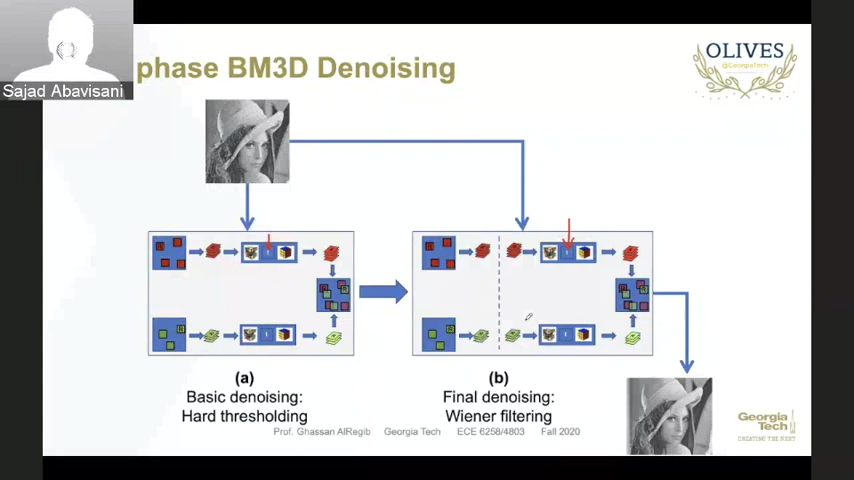 Sajad Abavisani
phase BM3D Denoising
OLIVES
@GeorgiaTech
(a)
Basic denoising:
Hard thresholding
(b)
Final denoising:
Wiener filtering
Prof. Ghassan AlRegib Georgia Tech ECE 6258/4803 Fall 2020
Georgia
Tech
CREATING THE NEXT